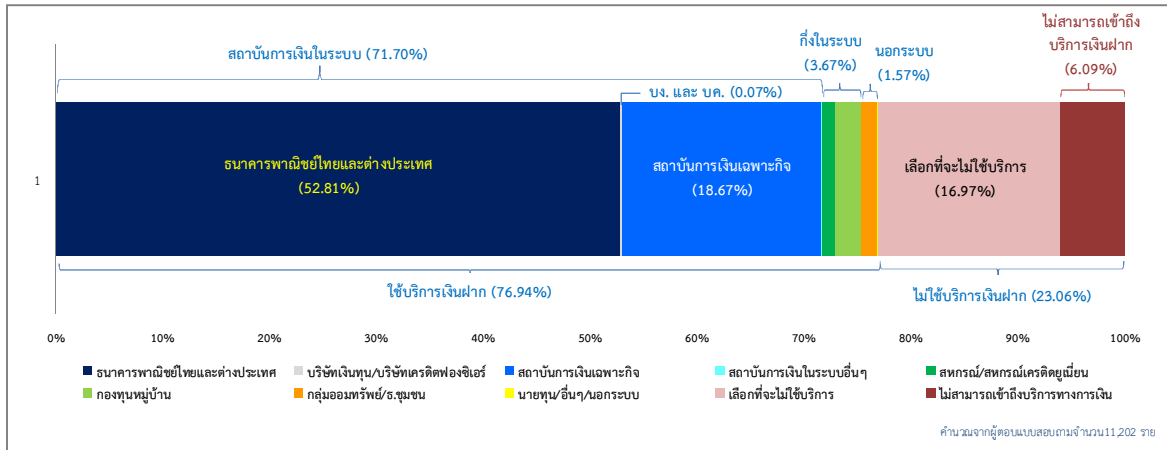 ไม่สามารถเข้าถึง
บริการเงินฝาก
(6.09%)
กึ่งในระบบ
(3.67%)
นอกระบบ
(1.57%)
สถาบันการเงินในระบบ (71.70%)
บง. และ บค. (0.07%)
ธนาคารพาณิชย์ไทยและต่างประเทศ
(52.81%)
สถาบันการเงินเฉพาะกิจ
(18.67%)
เลือกที่จะไม่ใช้บริการ
(16.97%)
1
ใช้บริการเงินฝาก (76.94%)
ไม่ใช้บริการเงินฝาก (23.06%)
0% 10% 20% 30% 40% 50% 60% 70% 80% 90% 100%
ธนาคารพาณิชย์ไทยและต่างประเทศ บริษัทเงินทุน/บริษัทเครดิตฟองซิเอร์ สถาบันการเงินเฉพาะกิจ สถาบันการเงินในระบบอื่นๆ สหกรณ์/สหกรณ์เครดิตยูเนี่ยน
กองทุนหมู่บ้าน กลุ่มออมทรัพย์/ธ.ชุมชน นายทุน/อื่นๆ/นอกระบบ เลือกที่จะไม่ใช้บริการ ไม่สามารถเข้าถึงบริการทางการเงิน
คำนวณจากผู้ตอบแบบสอบถามจำนวน11,202 ราย